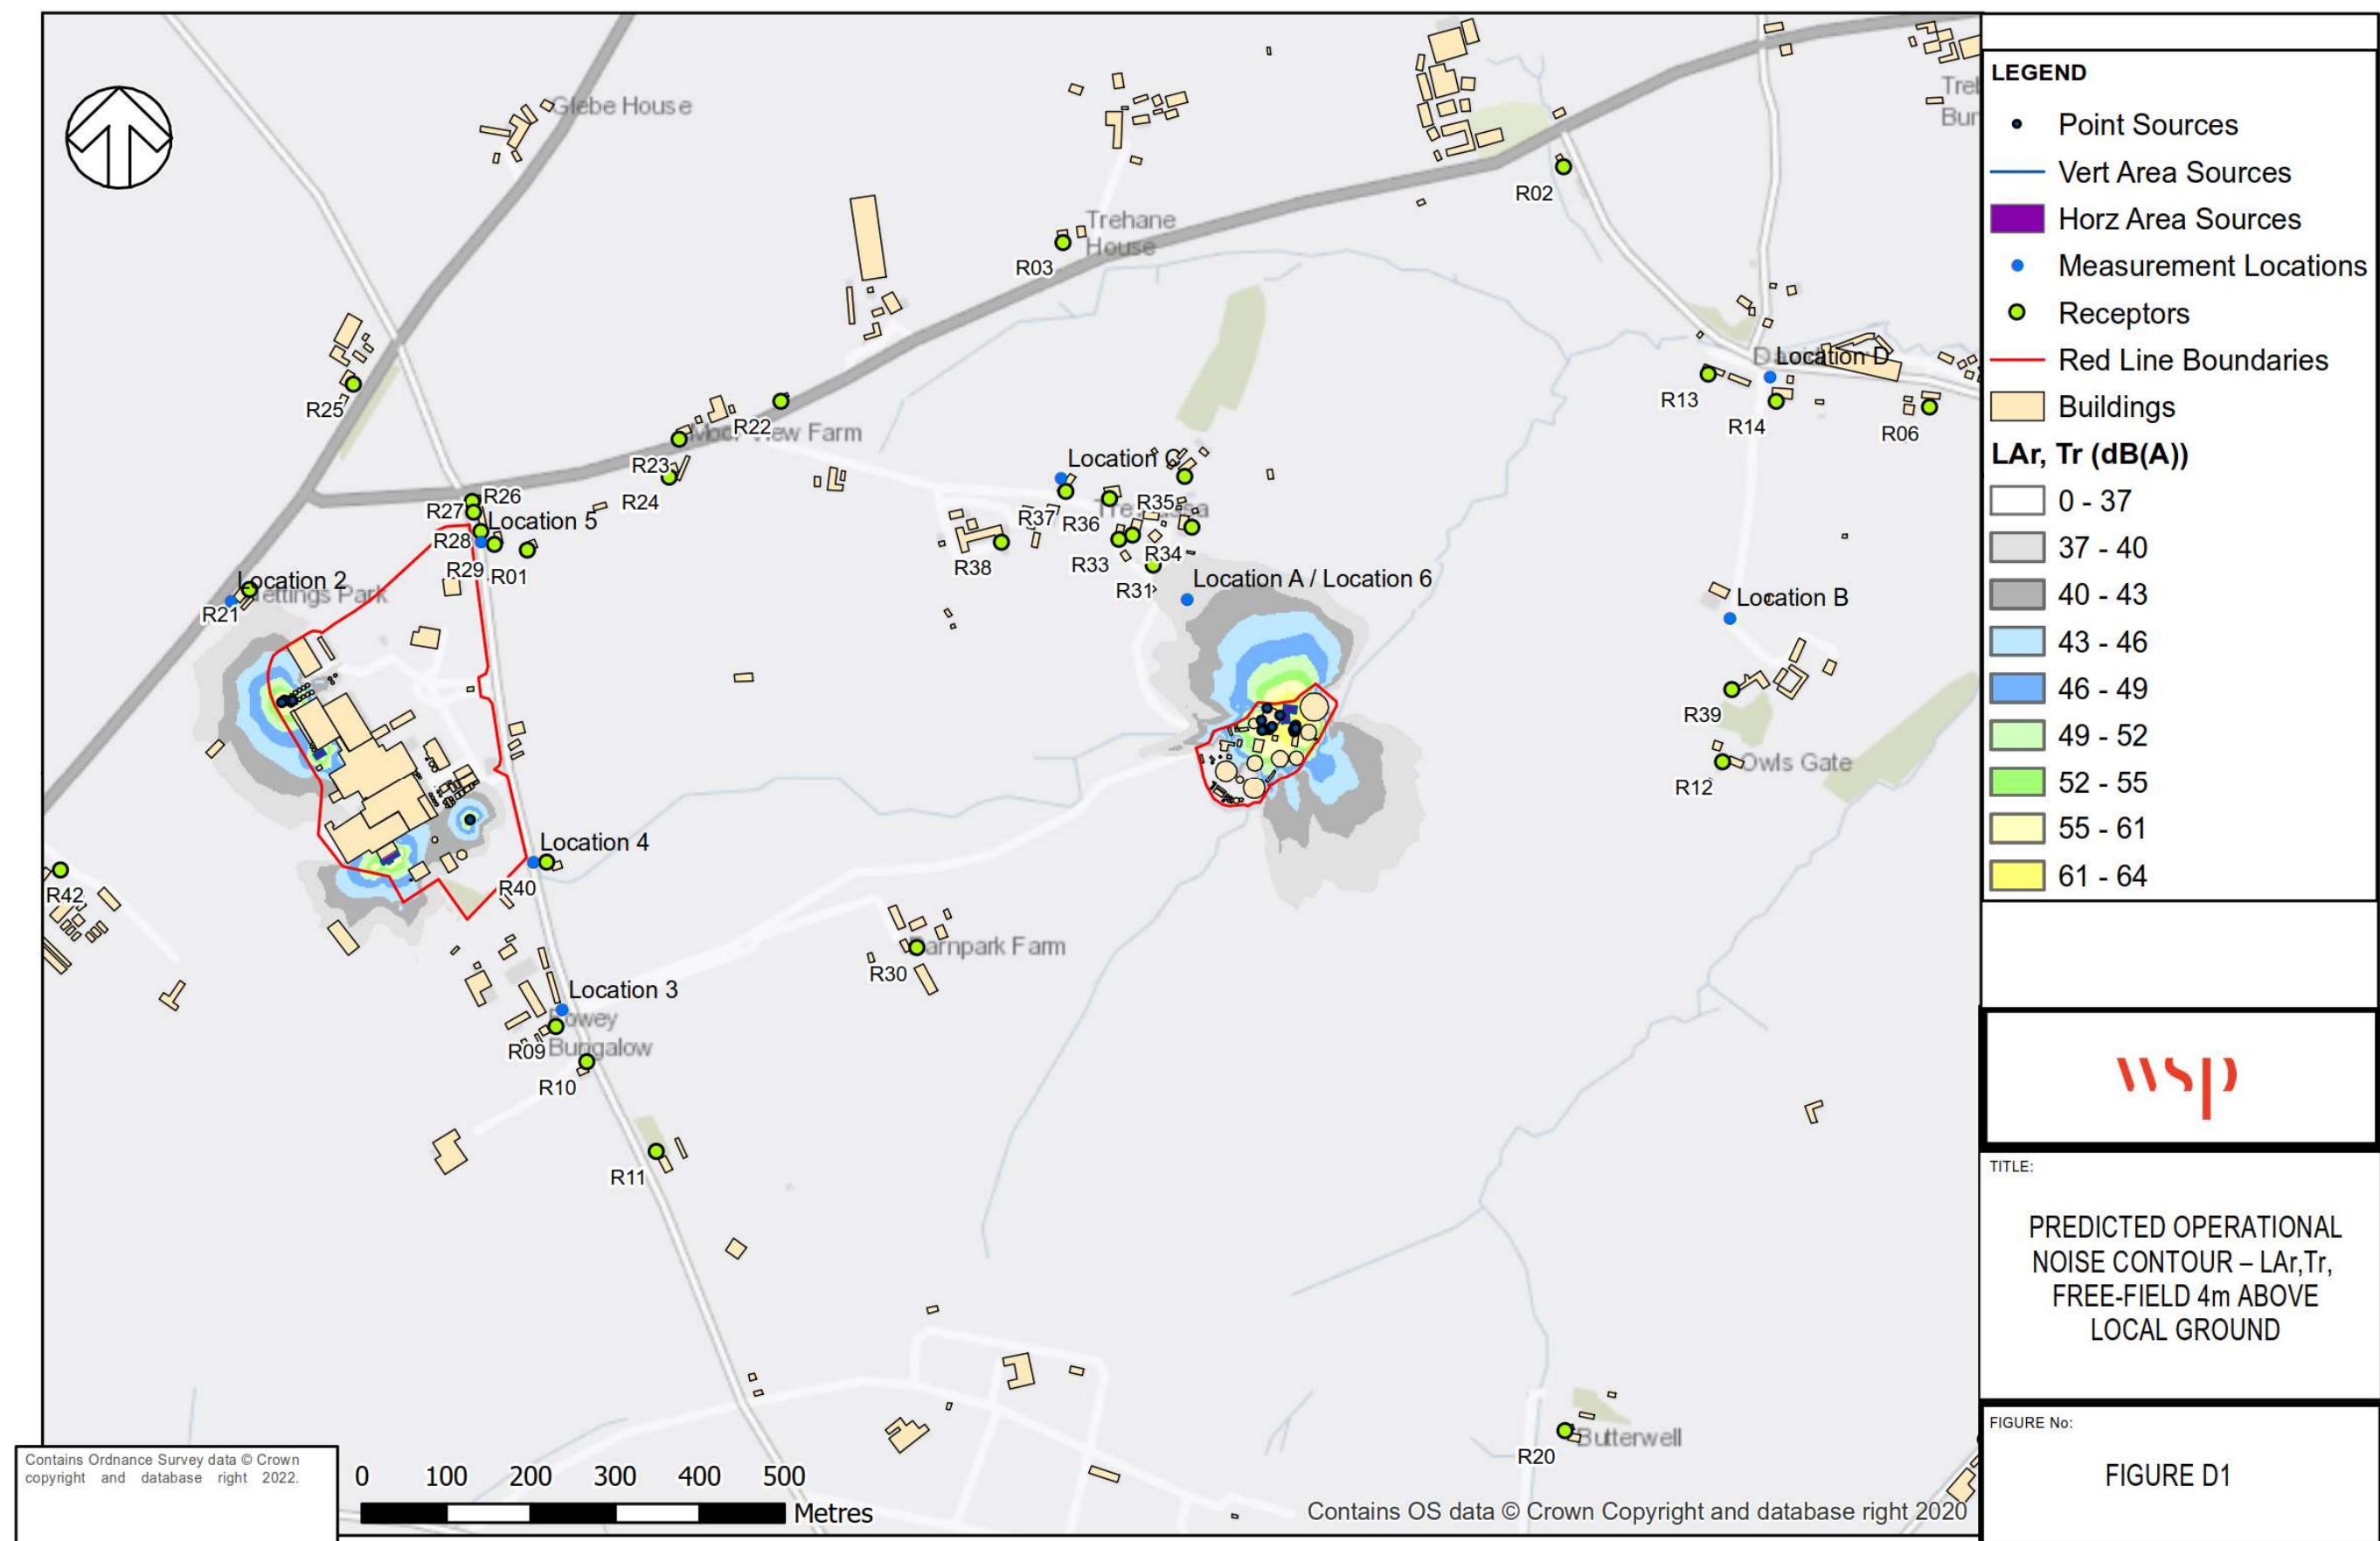 Glebe House
Trehane
House
R02
R03
R25
R22
Moor View Farm
R23
R24
R26
R27
Location 5
R28
R29
R01
Location 2
R21
Location C
R35
R37
R36
R38
R33
R34
R31
Location A / Location 6
Location D
R13
R14
R06
Location B
R39
Owls Gate
R12
Location 4
R40
R42
R30
Location 3
R09
Bungalow
R10
R11
R20
Butterwell
LEGEND
Point Sources
Vert Area Sources
Horz Area Sources
Measurement Locations
Receptors
Red Line Boundaries
Buildings
LAr, Tr (dB(A))
0 - 37
37 - 40
40 - 43
43 - 46
46 - 49
49 - 52
52 - 55
55 - 61
61 - 64
wsp
TITLE:
PREDICTED OPERATIONAL
NOISE CONTOUR – LAr,Tr,
FREE-FIELD 4m ABOVE
LOCAL GROUND
FIGURE No:
FIGURE D1
Contains Ordnance Survey data © Crown
copyright and database right 2022.
0 100 200 300 400 500
Metres
Contains OS data © Crown Copyright and database right 2020